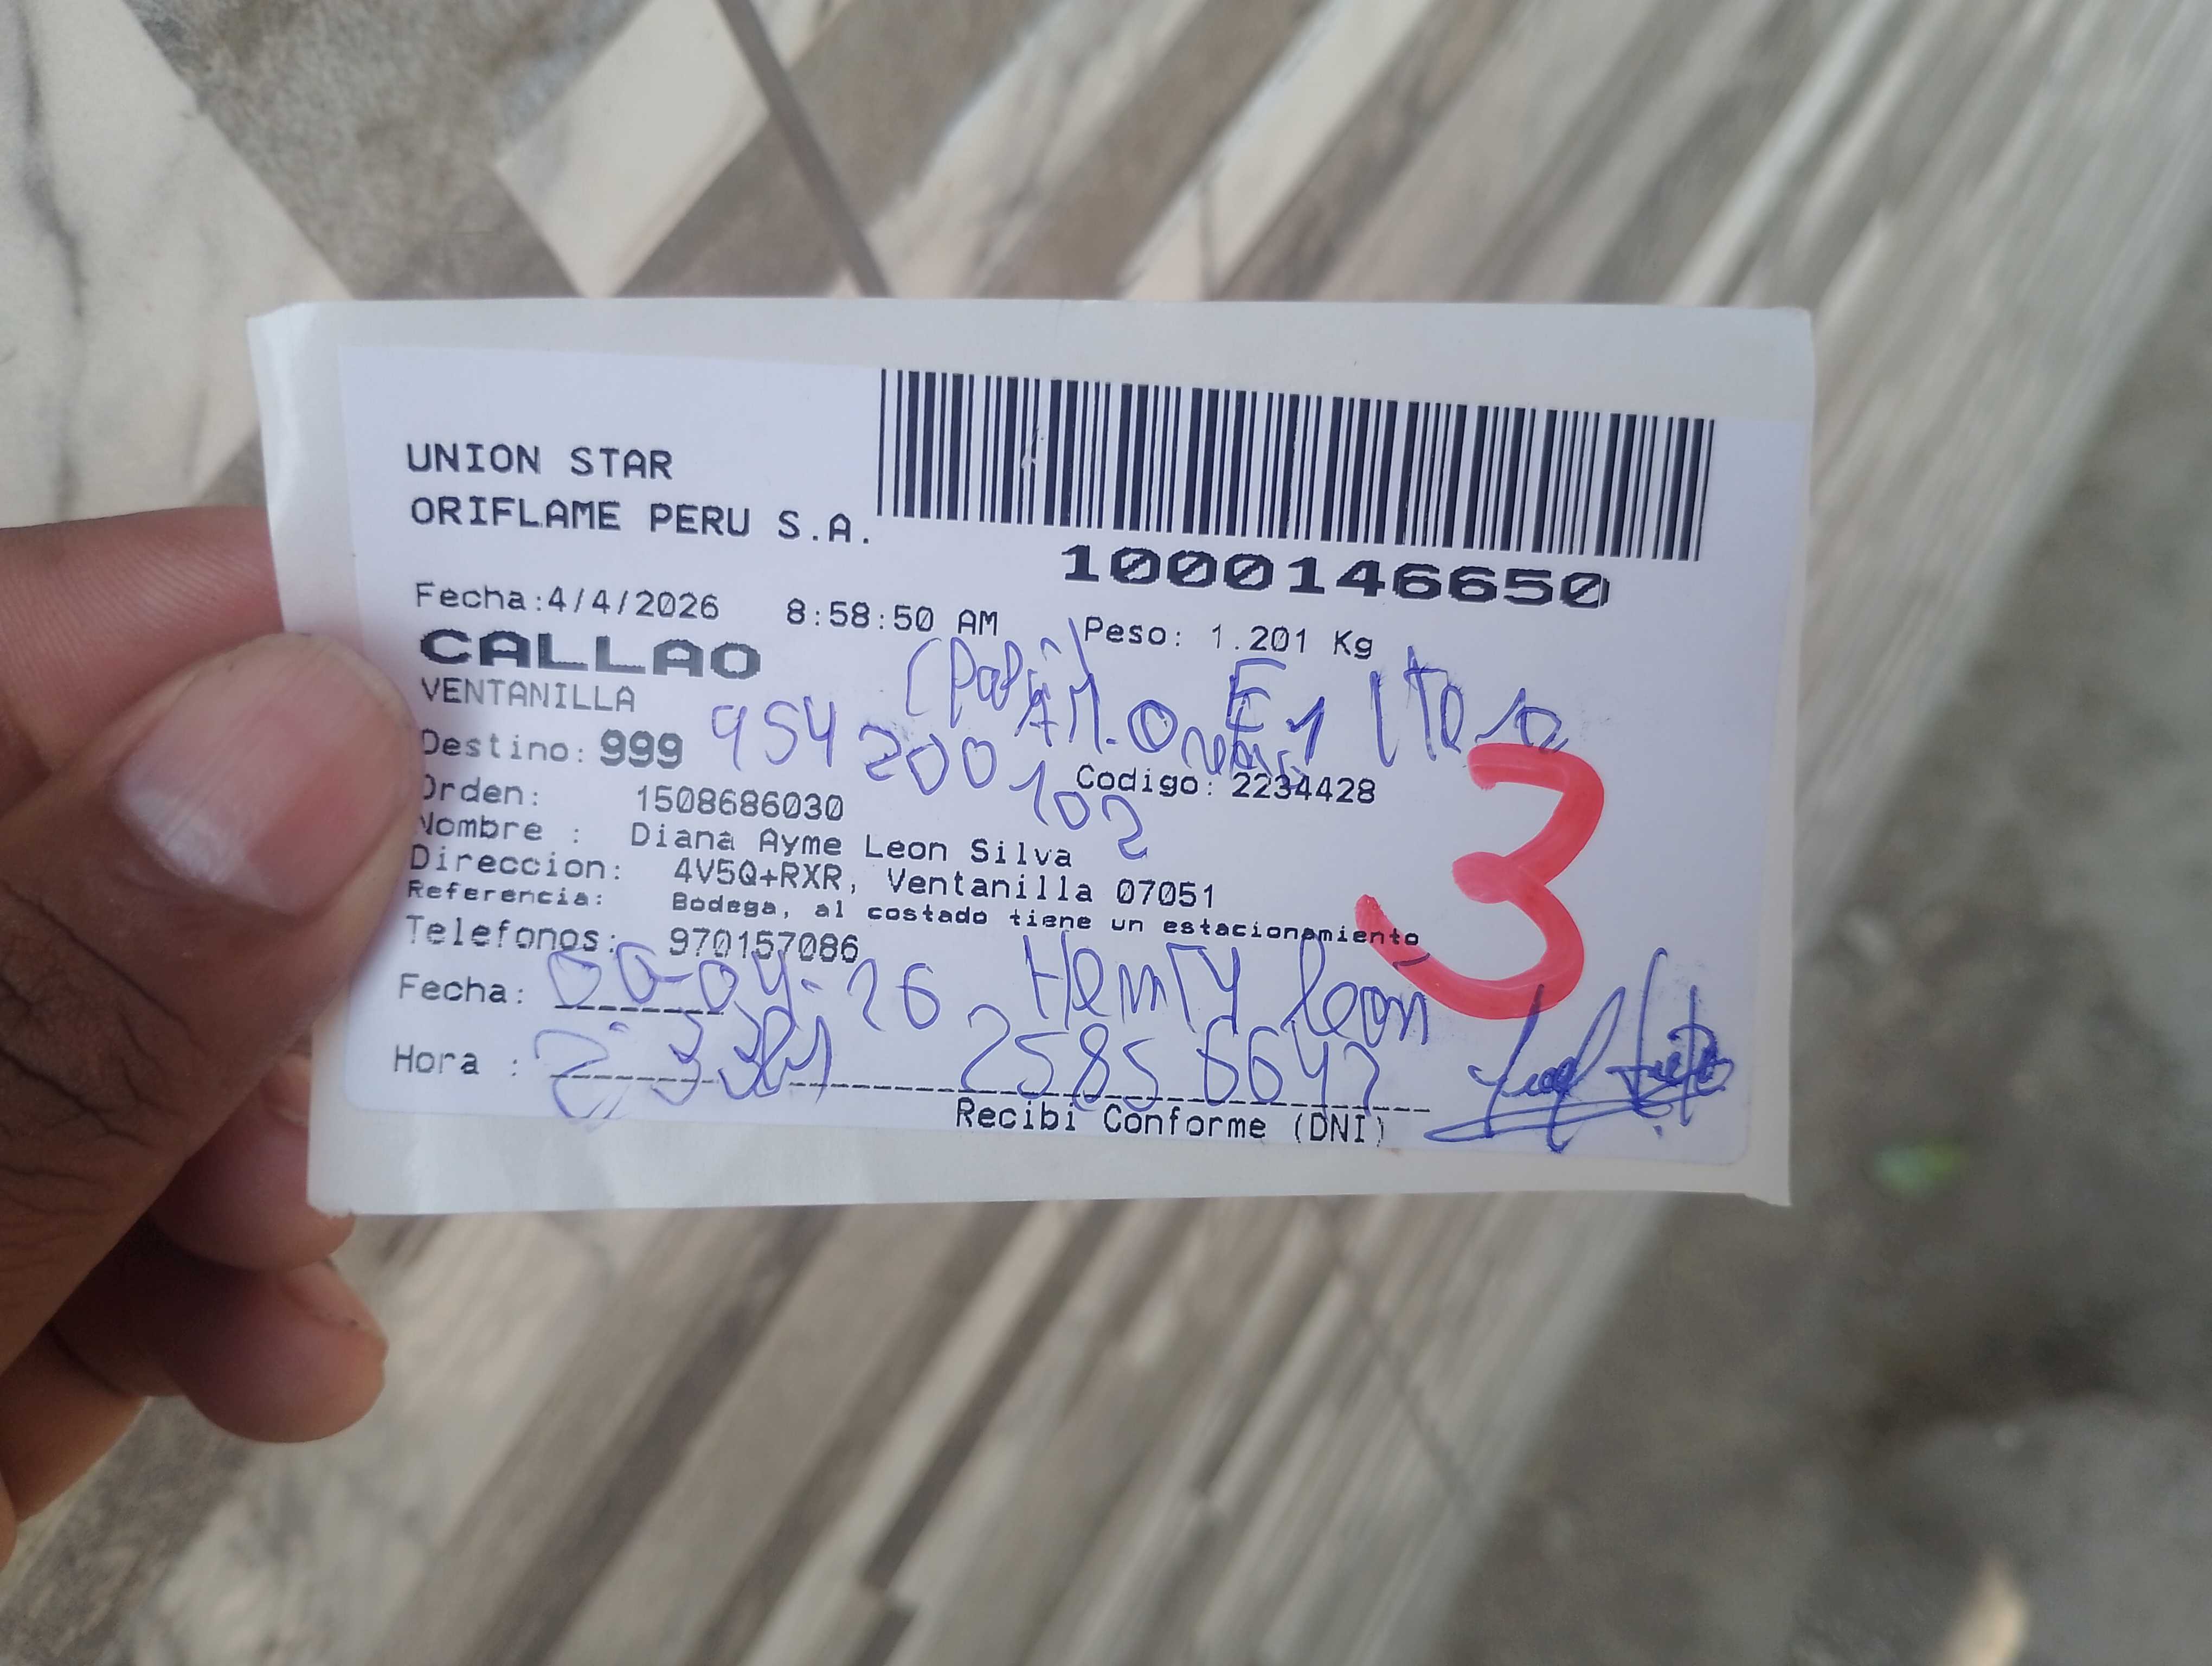 UNION STAR
ORIFLAME PERU S.A.
1000146650
Fecha:4/4/2026 8:58:50 AM Peso: 1.201 Kg
CALLAO
VENTANILLA
Destino: 999 954 200 102
Codigo: 2234428
3
Orden: 1508686030
Nombre : Diana Ayme Leon Silva
Direccion: 4V5Q+RXR, Ventanilla 07051
Referencia: Bodega, al costado tiene un estacionamiento
Telefonos: 970157086
Fecha: Henry Leon
Hora :
Recibi Conforme (DNI)